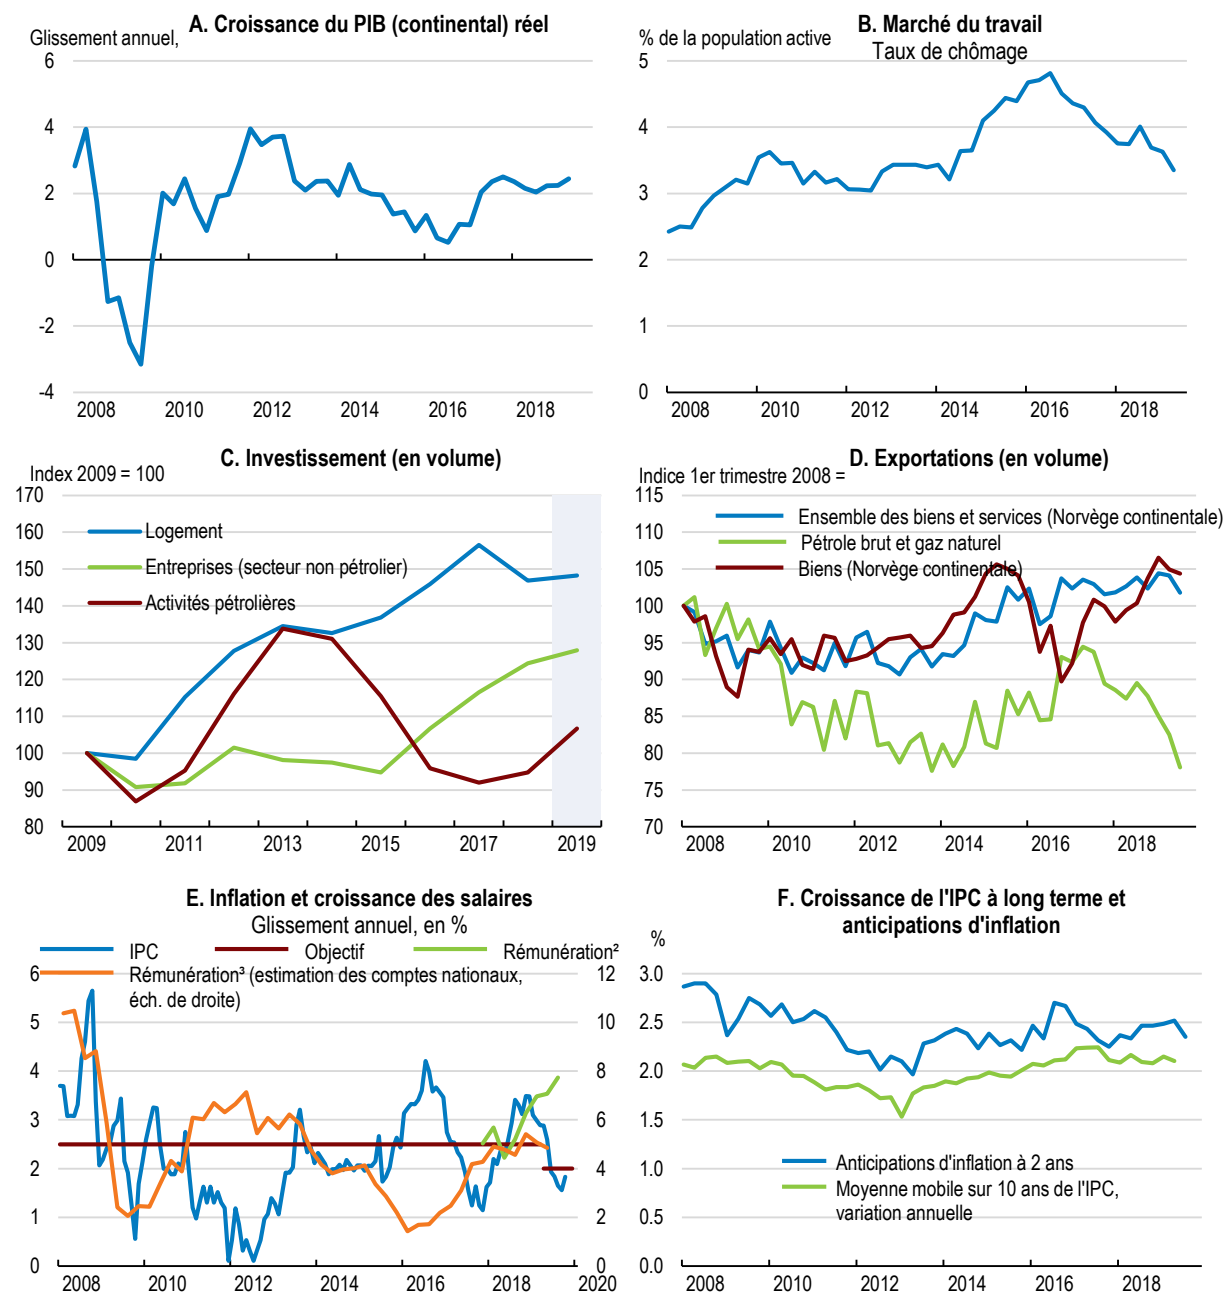 A. Croissance du PIB (continental) réel
Glissement annuel,
6
4
2
0
-2
-4
2008 2010 2012 2014 2016 2018
B. Marché du travail
% de la population active
Taux de chômage
5
4
3
2
1
0
2008 2010 2012 2014 2016 2018
C. Investissement (en volume)
Index 2009 = 100
170
160
150
140
130
120
110
100
90
80
Logement
Entreprises (secteur non pétrolier)
Activités pétrolières
2009 2011 2013 2015 2017 2019
D. Exportations (en volume)
Indice 1er trimestre 2008 =
115
110
105
100
95
90
85
80
75
70
Ensemble des biens et services (Norvège continentale)
Pétrole brut et gaz naturel
Biens (Norvège continentale)
2008 2010 2012 2014 2016 2018
E. Inflation et croissance des salaires
Glissement annuel, en %
IPC Objectif Rémunération²
Rémunération³ (estimation des comptes nationaux,
éch. de droite)
6
5
4
3
2
1
0
12
10
8
6
4
2
0
2008 2010 2012 2014 2016 2018 2020
F. Croissance de l'IPC à long terme et
anticipations d'inflation
%
3.0
2.5
2.0
1.5
1.0
0.5
0.0
Anticipations d'inflation à 2 ans
Moyenne mobile sur 10 ans de l'IPC,
variation annuelle
2008 2010 2012 2014 2016 2018